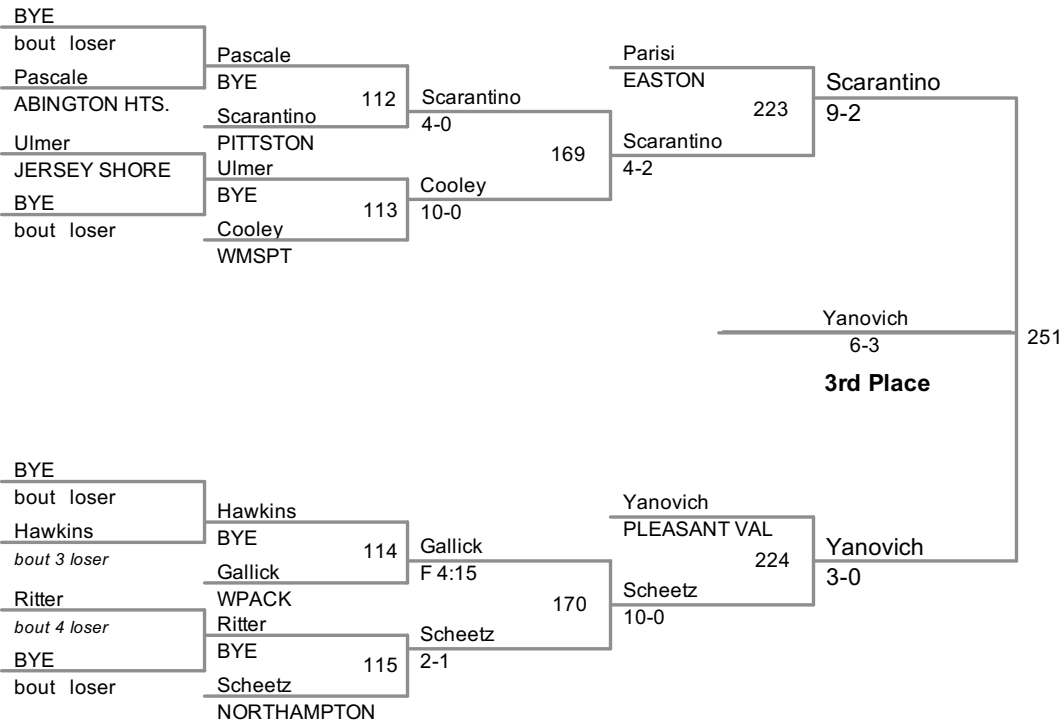 BYE
bout loser
Pascale
ABINGTON HTS.
Ulmer
JERSEY SHORE
BYE
bout loser
Pascale
BYE
112
Scarantino
PITTSTON
Ulmer
BYE
113
Cooley
WMSPT
Scarantino
4-0
169
Cooley
10-0
Parisi
EASTON
223
Scarantino
4-2
Scarantino
9-2
Yanovich
6-3
251
3rd Place
BYE
bout loser
Hawkins
bout 3 loser
Ritter
bout 4 loser
BYE
bout loser
Hawkins
BYE
114
Gallick
WPACK
Ritter
BYE
115
Scheetz
NORTHAMPTON
Gallick
F 4:15
170
Scheetz
2-1
Yanovich
PLEASANT VAL
224
Scheetz
10-0
Yanovich
3-0